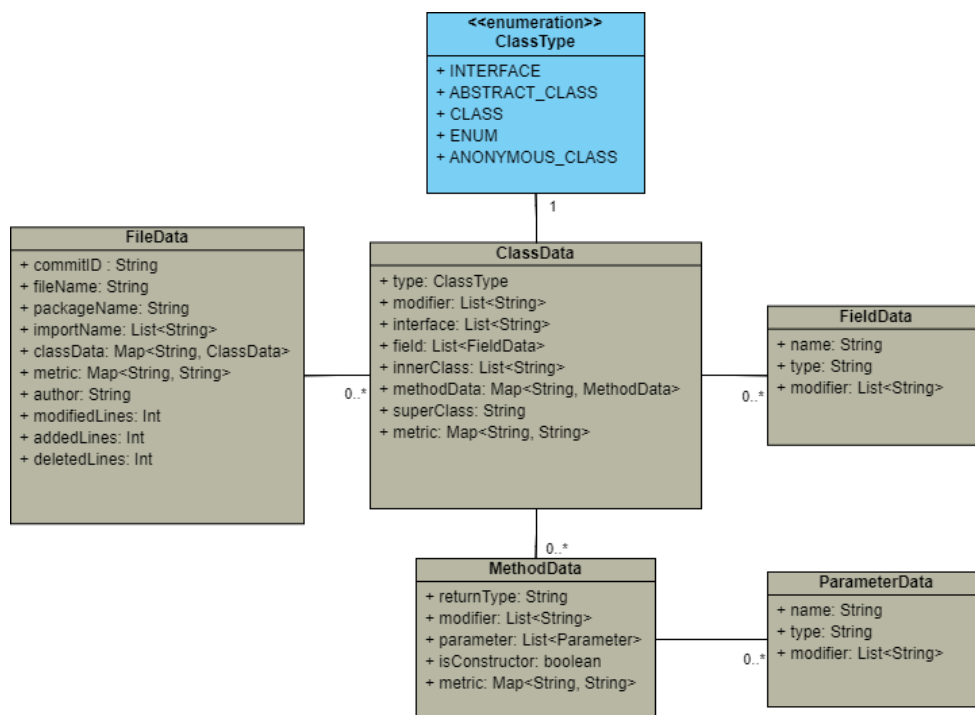 <<enumeration>>
ClassType
+ INTERFACE
+ ABSTRACT_CLASS
+ CLASS
+ ENUM
+ ANONYMOUS_CLASS
1
FileData
+ commitID : String
+ fileName: String
+ packageName: String
+ importName: List<String>
+ classData: Map<String, ClassData>
+ metric: Map<String, String>
+ author: String
+ modifiedLines: Int
+ addedLines: Int
+ deletedLines: Int
0..*
ClassData
+ type: ClassType
+ modifier: List<String>
+ interface: List<String>
+ field: List<FieldData>
+ innerClass: List<String>
+ methodData: Map<String, MethodData>
+ superClass: String
+ metric: Map<String, String>
0..*
FieldData
+ name: String
+ type: String
+ modifier: List<String>
0..*
MethodData
+ returnType: String
+ modifier: List<String>
+ parameter: List<Parameter>
+ isConstructor: boolean
+ metric: Map<String, String>
0..*
ParameterData
+ name: String
+ type: String
+ modifier: List<String>